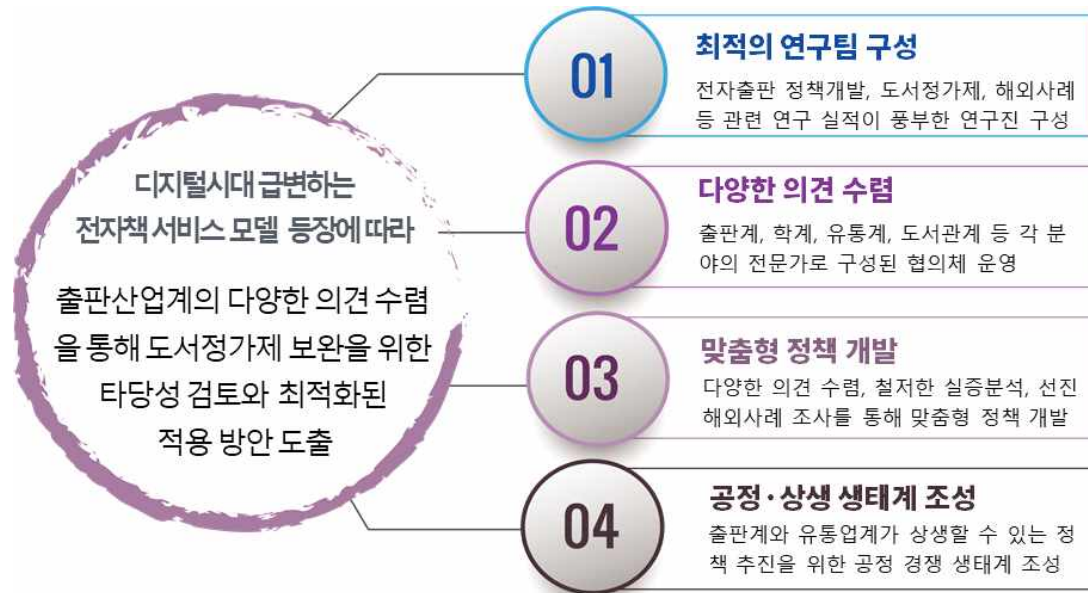 디지털시대 급변하는
전자책 서비스 모델 등장에 따라
출판산업계의 다양한 의견 수렴
을 통해 도서정가제 보완을 위한
타당성 검토와 최적화된
적용 방안 도출
01
최적의 연구팀 구성
전자출판 정책개발, 도서정가제, 해외사례
등 관련 연구 실적이 풍부한 연구진 구성
02
다양한 의견 수렴
출판계, 학계, 유통계, 도서관계 등 각 분
야의 전문가로 구성된 협의체 운영
03
맞춤형 정책 개발
다양한 의견 수렴, 철저한 실증분석, 선진
해외사례 조사를 통해 맞춤형 정책 개발
04
공정·상생 생태계 조성
출판계와 유통업계가 상생할 수 있는 정
책 추진을 위한 공정 경쟁 생태계 조성